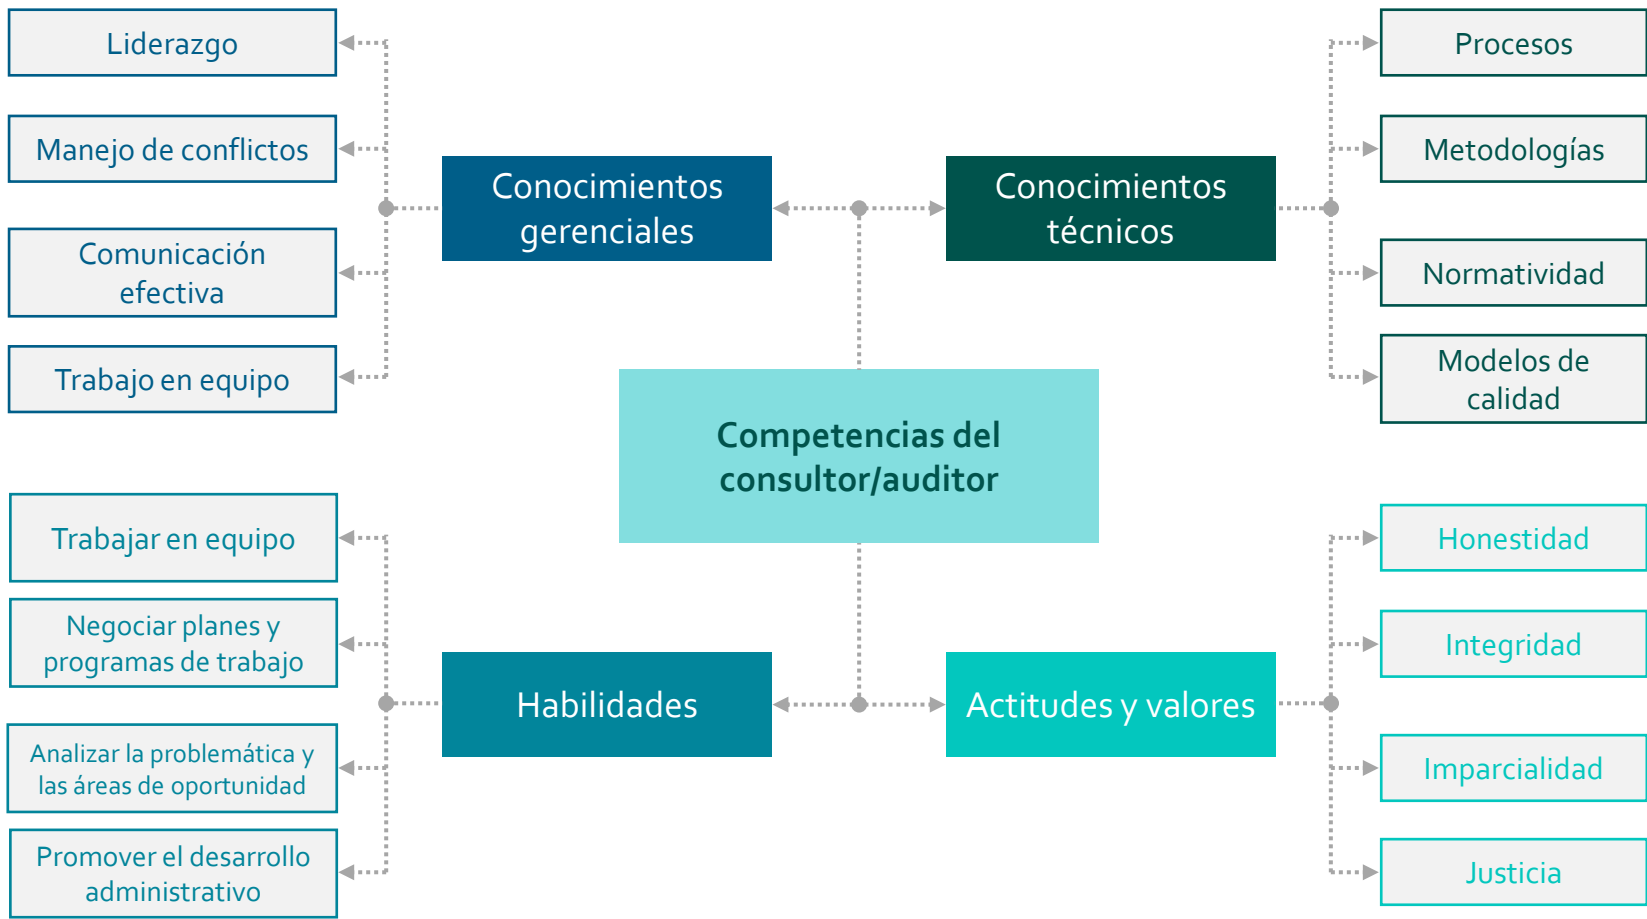 Liderazgo
Manejo de conflictos
Comunicación
efectiva
Trabajo en equipo
Conocimientos
gerenciales
Conocimientos
técnicos
Procesos
Metodologías
Normatividad
Modelos de
calidad
Competencias del
consultor/auditor
Trabajar en equipo
Negociar planes y
programas de trabajo
Analizar la problemática y
las áreas de oportunidad
Promover el desarrollo
administrativo
Habilidades
Actitudes y valores
Honestidad
Integridad
Imparcialidad
Justicia